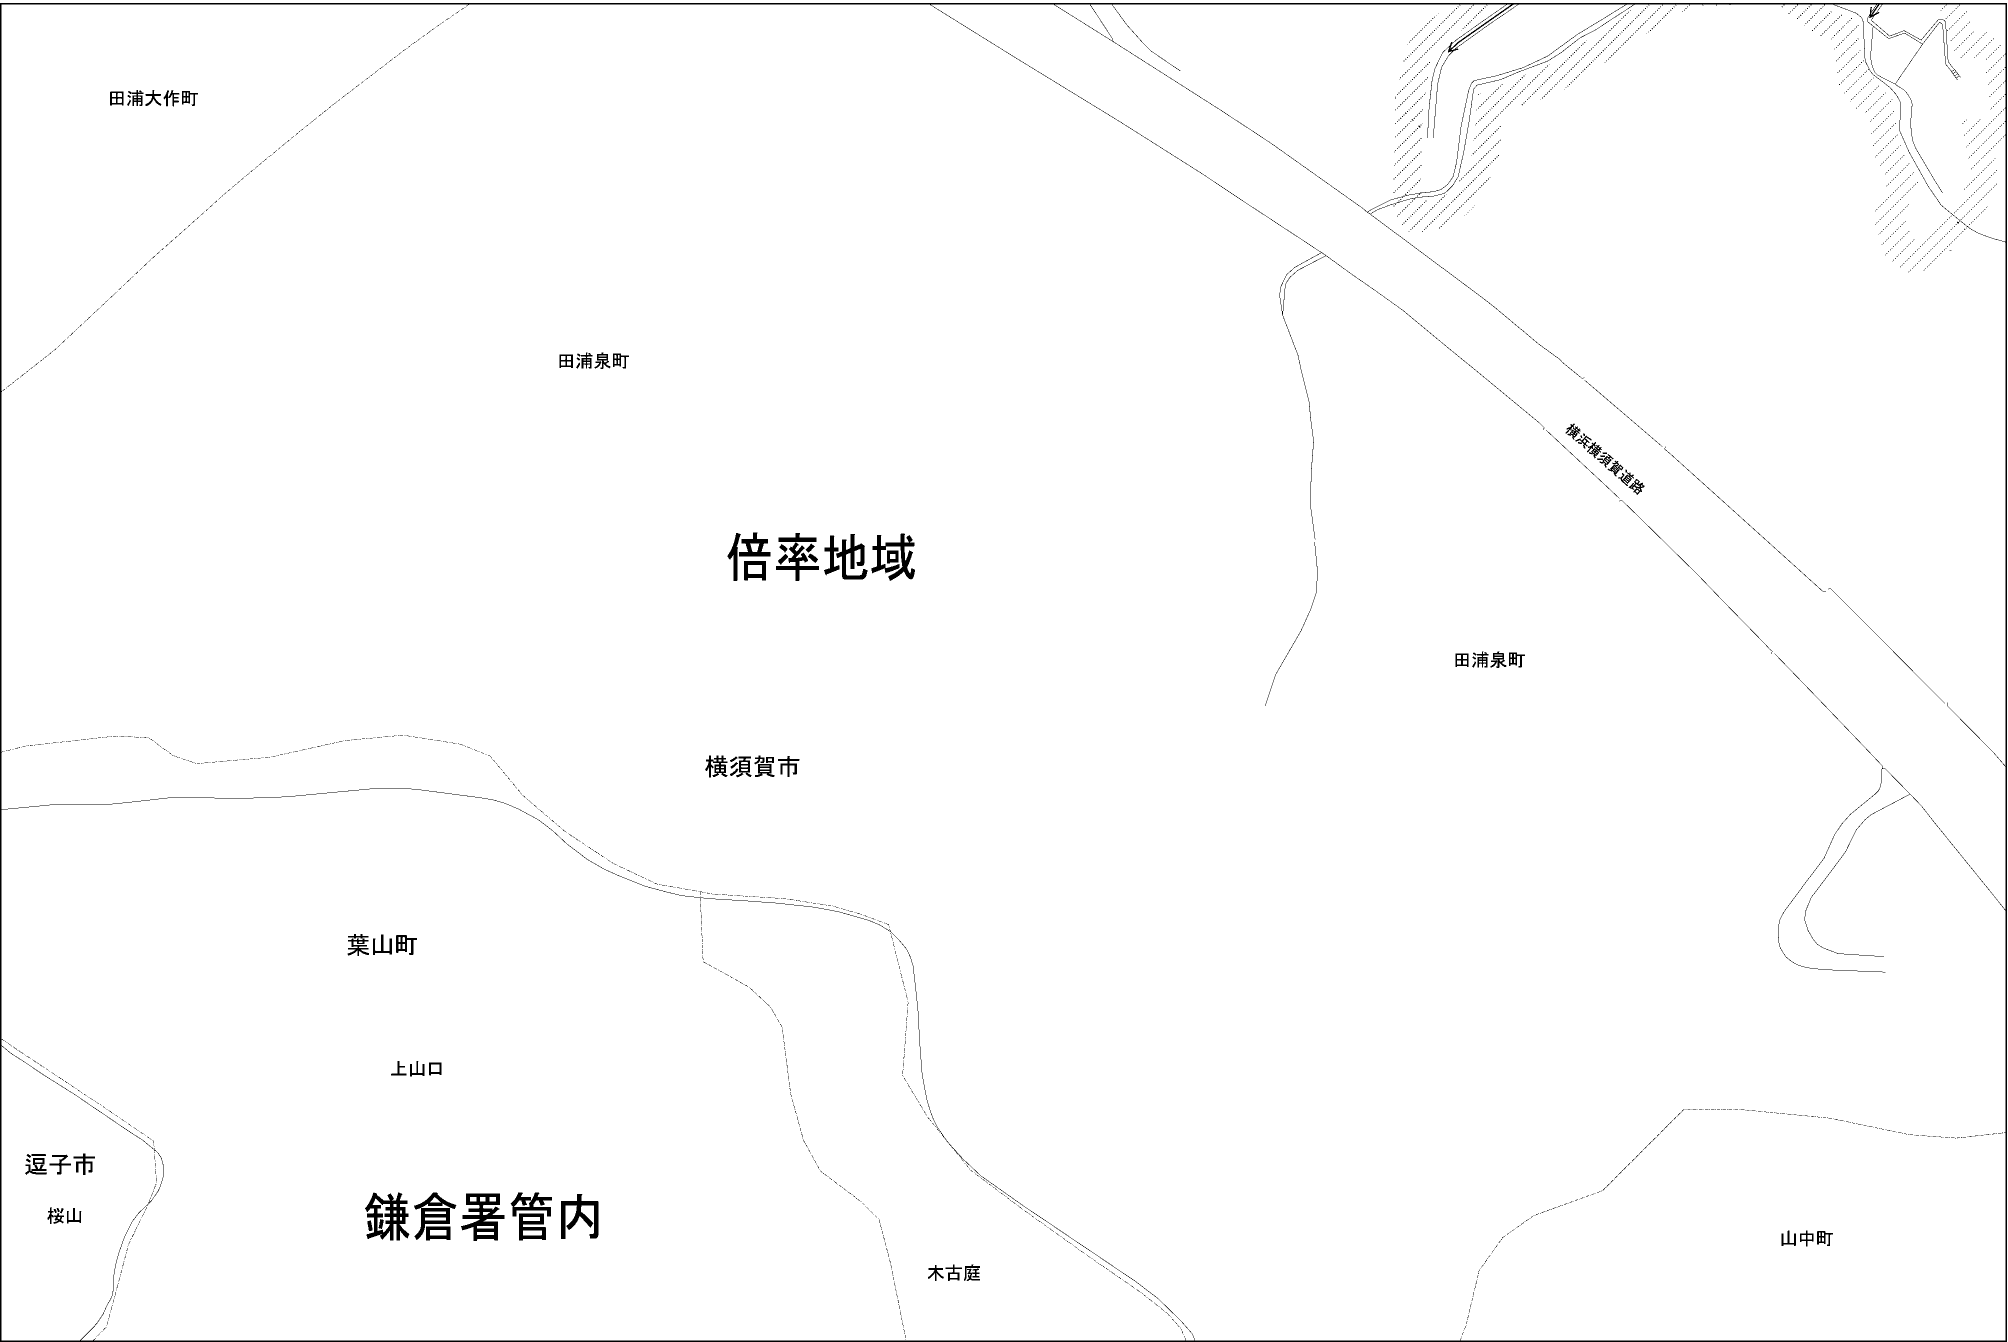 田浦大作町
田浦泉町
横浜横須賀道路
倍率地域
田浦泉町
横須賀市
葉山町
上山口
逗子市
桜山
鎌倉署管内
山中町
木古庭